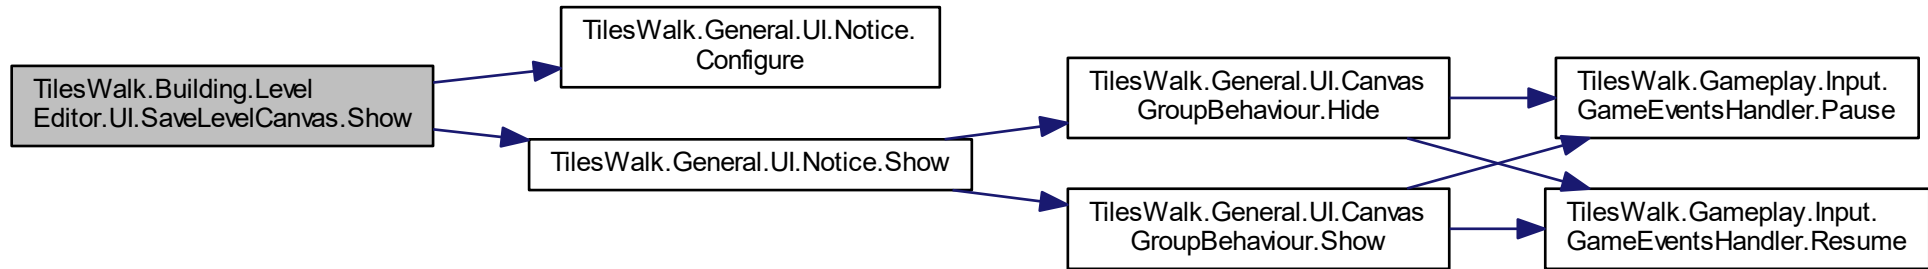 TilesWalk.Building.Level
Editor.UI.SaveLevelCanvas.Show
TilesWalk.General.UI.Notice.
Configure
TilesWalk.General.UI.Notice.Show
TilesWalk.General.UI.Canvas
GroupBehaviour.Hide
TilesWalk.General.UI.Canvas
GroupBehaviour.Show
TilesWalk.Gameplay.Input.
GameEventsHandler.Pause
TilesWalk.Gameplay.Input.
GameEventsHandler.Resume